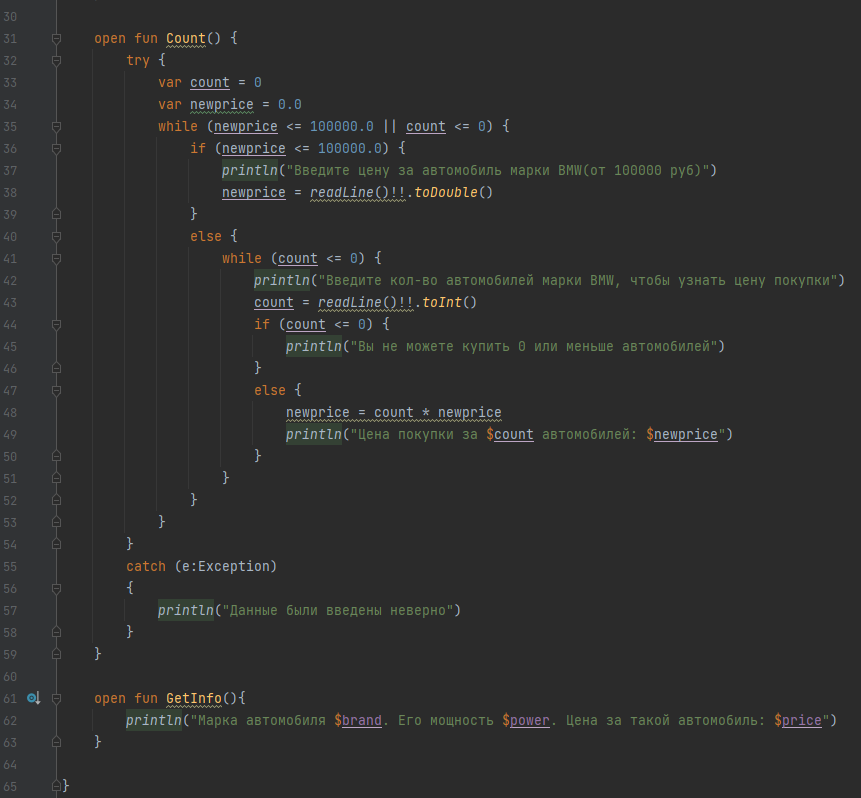 30
31 open fun Count() {
32 try {
33 var count = 0
34 var newprice = 0.0
35 while (newprice <= 100000.0 || count <= 0) {
36 if (newprice <= 100000.0) {
37 println("Введите цену за автомобиль марки BMW(от 100000 руб)")
38 newprice = readLine()!!.toDouble()
39 }
40 else {
41 while (count <= 0) {
42 println("Введите кол-во автомобилей марки BMW, чтобы узнать цену покупки")
43 count = readLine()!!.toInt()
44 if (count <= 0) {
45 println("Вы не можете купить 0 или меньше автомобилей")
46 }
47 else {
48 newprice = count * newprice
49 println("Цена покупки за $count автомобилей: $newprice")
50 }
51 }
52 }
53 }
54 }
55 catch (e:Exception)
56 {
57 println("Данные были введены неверно")
58 }
59 }
60
61 open fun GetInfo(){
62 println("Марка автомобиля $brand. Его мощность $power. Цена за такой автомобиль: $price")
63 }
64
65 }